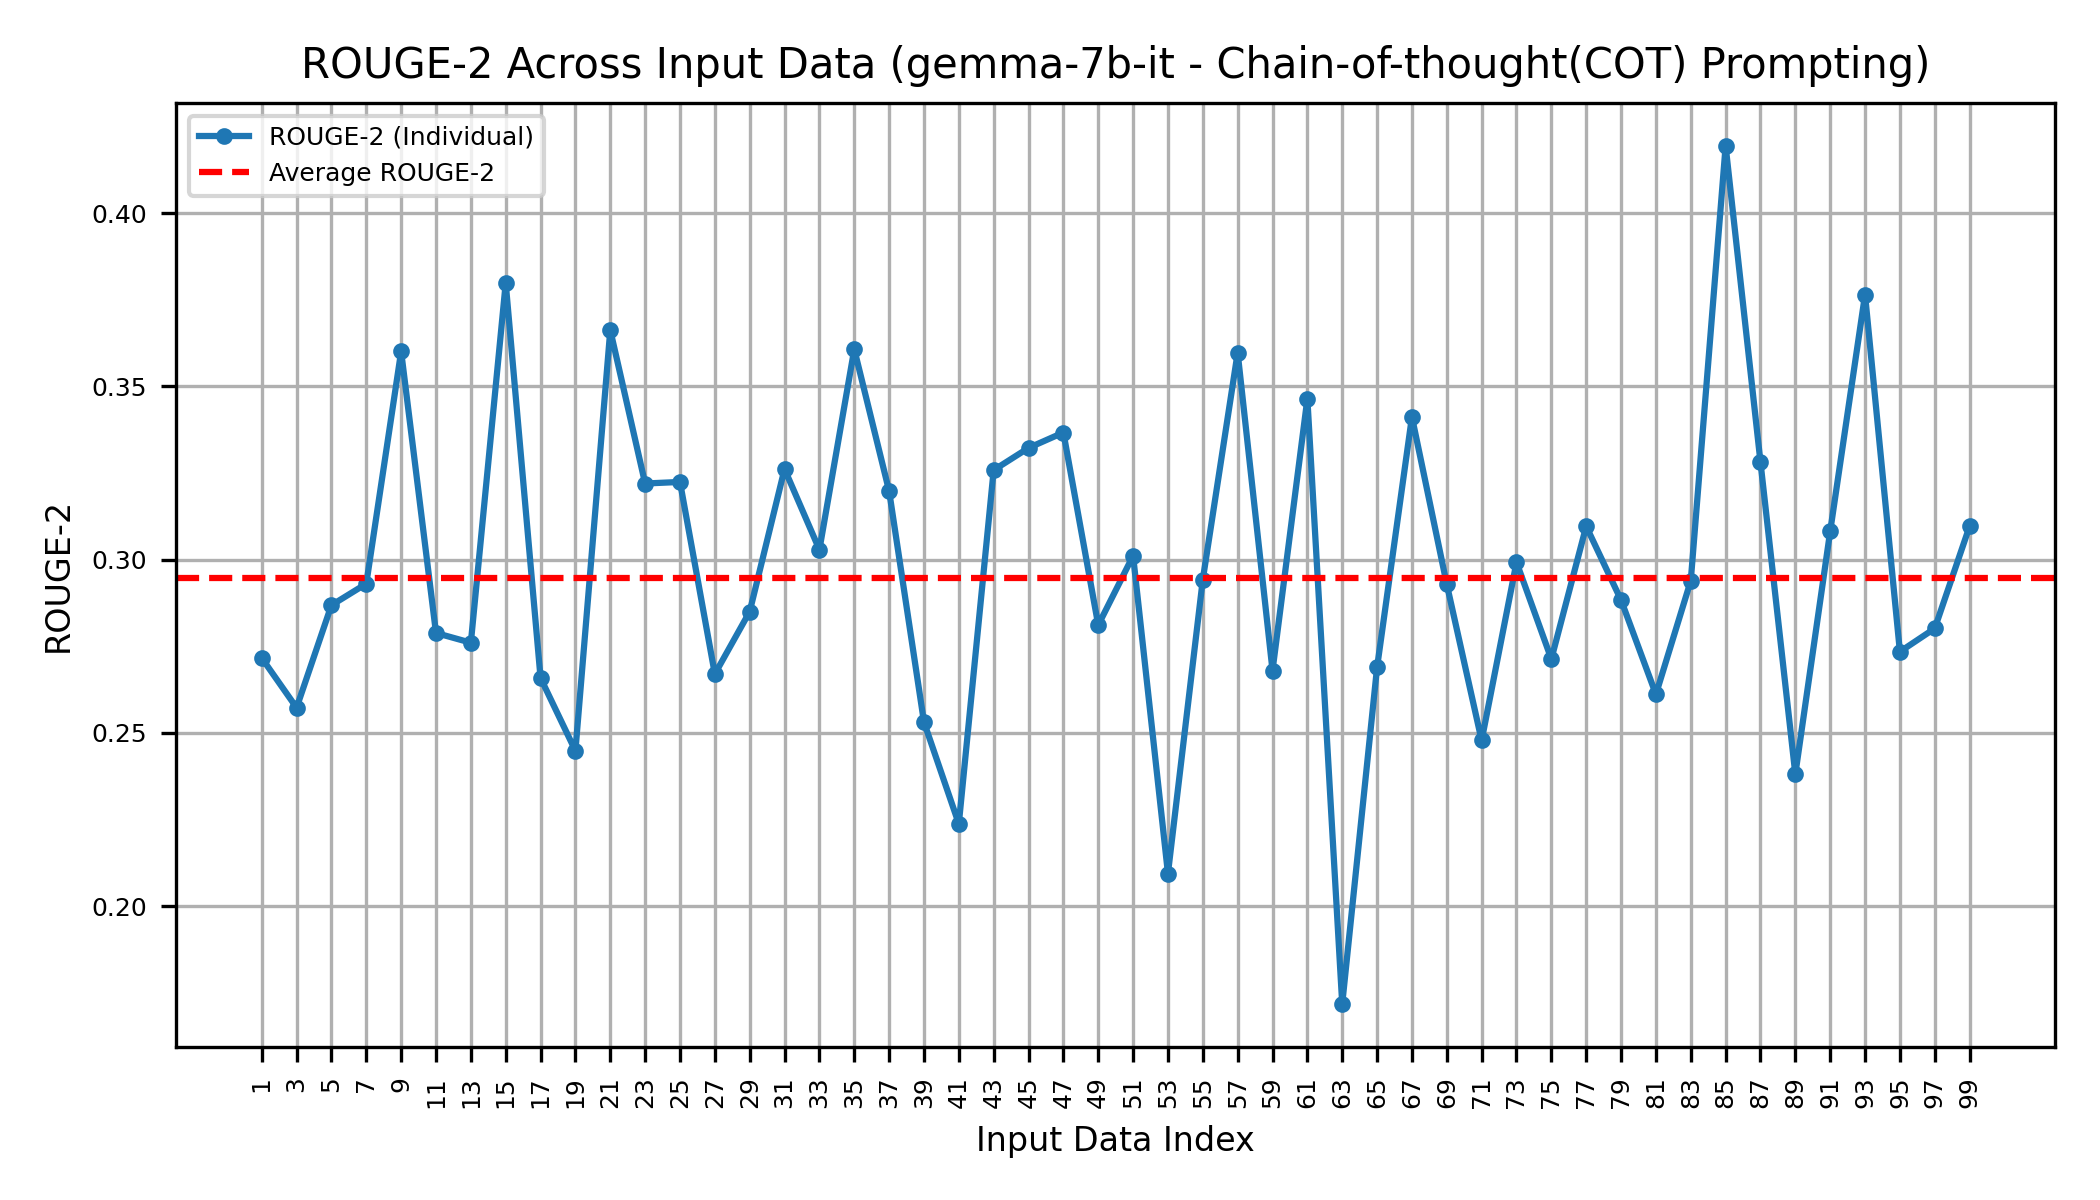 ROUGE-2 Across Input Data (gemma-7b-it - Chain-of-thought(COT) Prompting)
ROUGE-2 (Individual)
Average ROUGE-2
0.40
0.35
0.30
0.25
0.20
ROUGE-2
1 3 5 7 9 11 13 15 17 19 21 23 25 27 29 31 33 35 37 39 41 43 45 47 49 51 53 55 57 59 61 63 65 67 69 71 73 75 77 79 81 83 85 87 89 91 93 95 97 99
Input Data Index